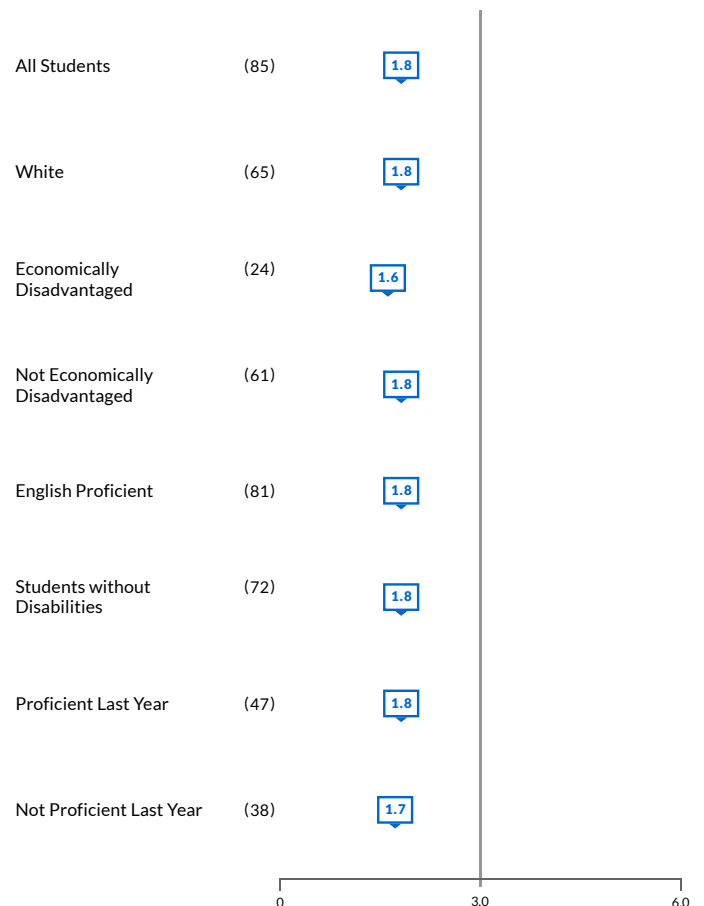 All Students (85) 1.8
White (65) 1.8
Economically (24)
Disadvantaged
1.6
Not Economically (61)
Disadvantaged
1.8
English Proficient (81) 1.8
Students without (72)
Disabilities
1.8
Proficient Last Year (47) 1.8
Not Proficient Last Year (38) 1.7
0 3.0 6.0